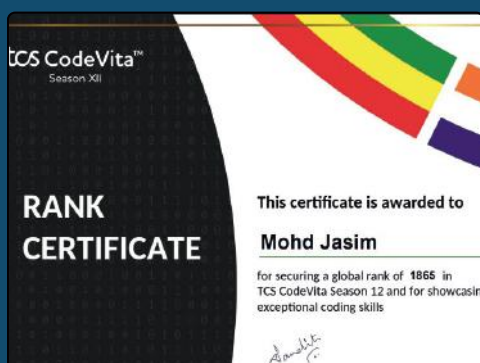 TCS CodeVita™
Season XII
RANK
CERTIFICATE
This certificate is awarded to
Mohd Jasim
for securing a global rank of 1865 in
TCS CodeVita Season 12 and for showcasin
exceptional coding skills